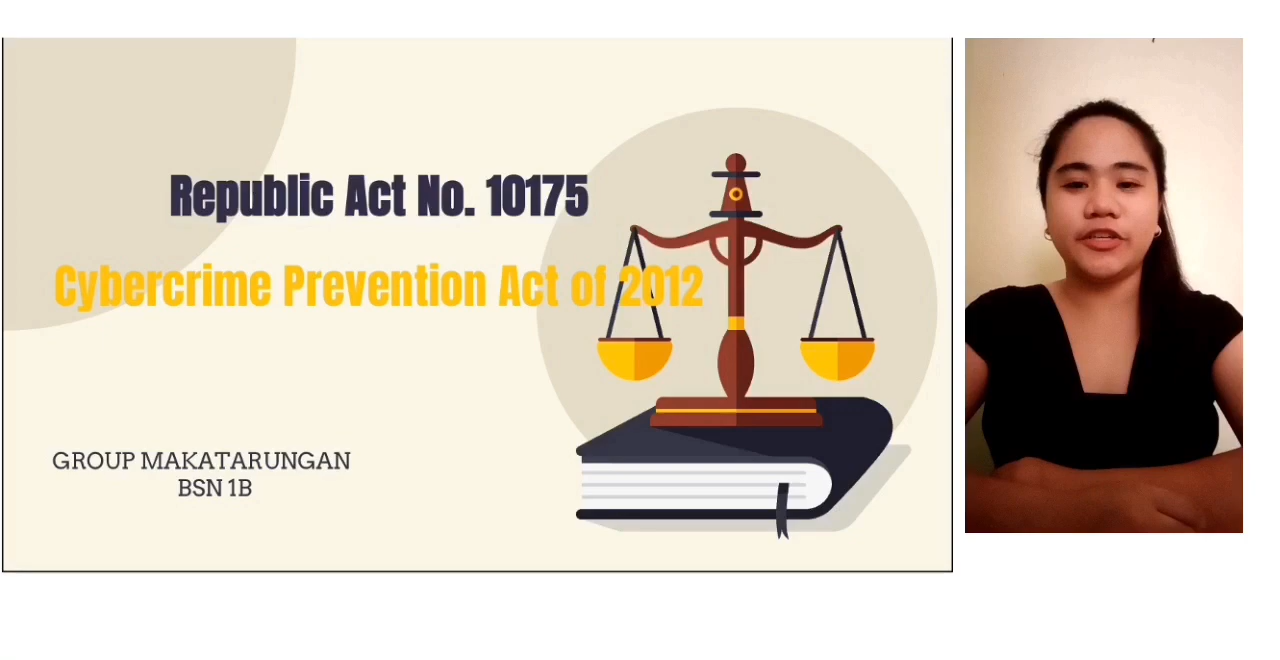 Republic Act No. 10175
Cybercrime Prevention Act of 2012
GROUP MAKATARUNGAN
BSN 1B